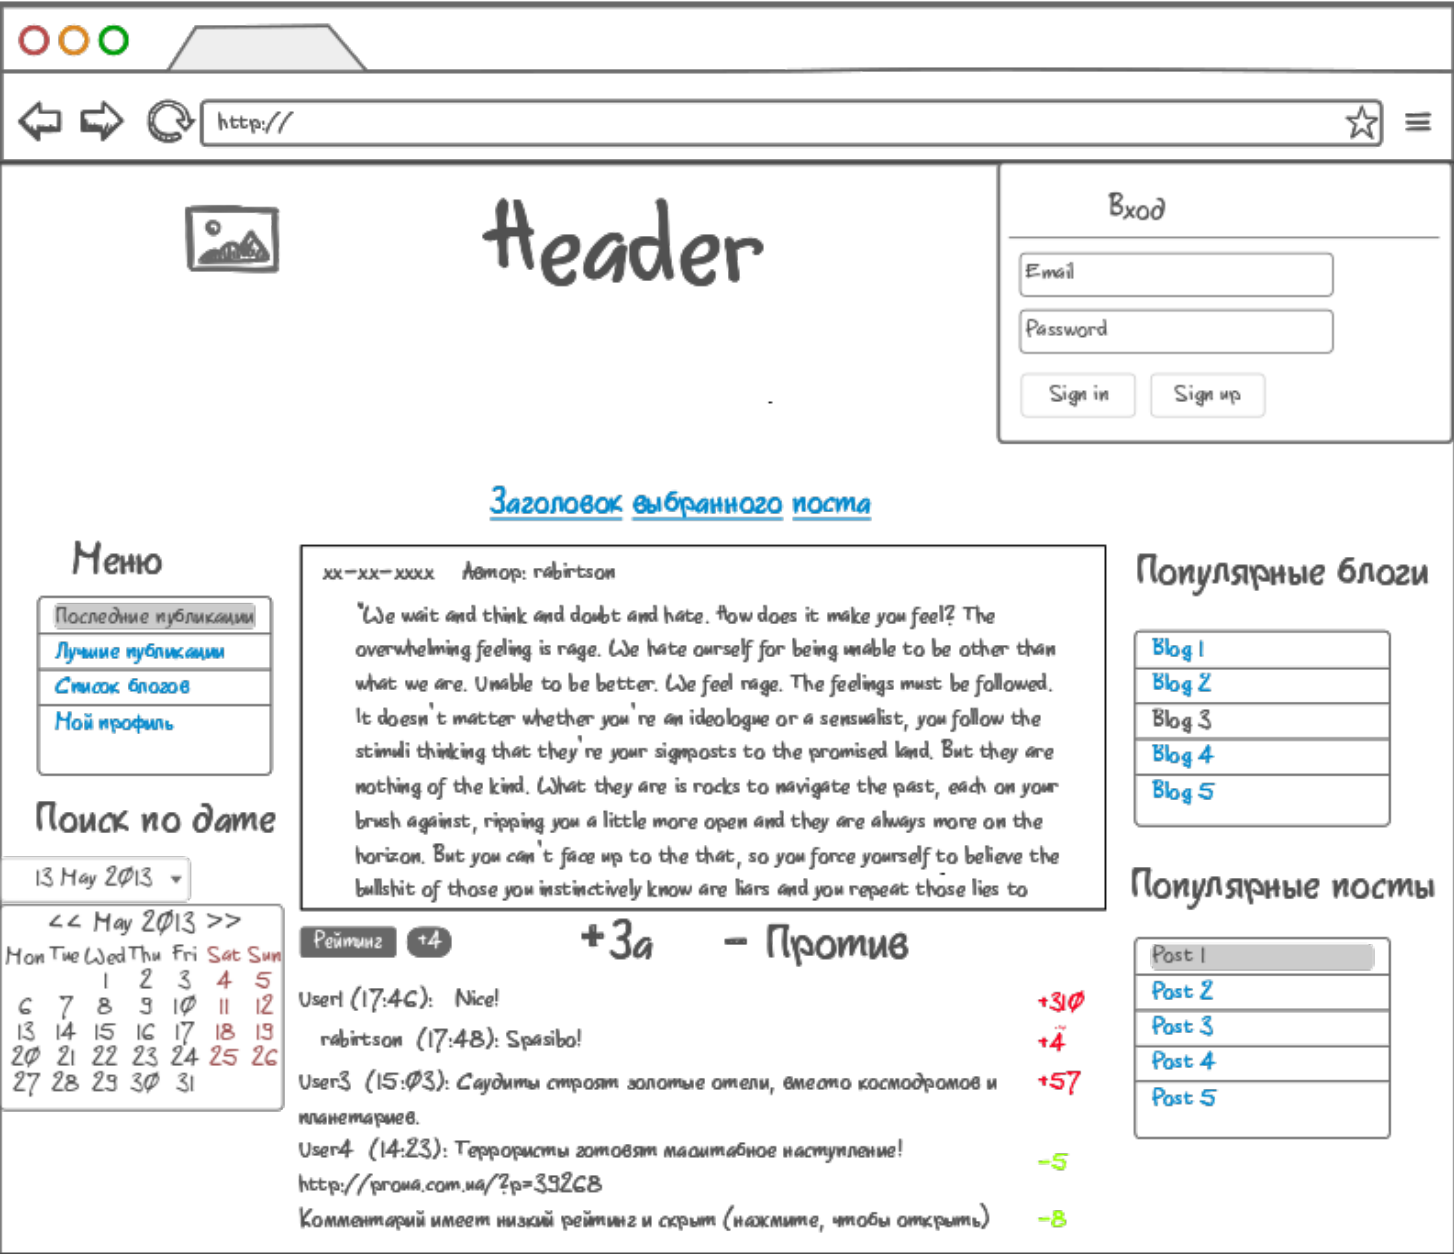 http://
Header
Вход
Email
Password
Sign in
Sign up
Заголовок выбранного поста
Меню
Последние публикации
Лучшие публикации
Список блогов
Мой профиль
Поиск по дате
13 May 2013
<< May 2013 >>
Mon Tue Wed Thu Fri Sat Sun
1 2 3 4 5
6 7 8 9 10 11 12
13 14 15 16 17 18 19
20 21 22 23 24 25 26
27 28 29 30 31
xx-xx-xxxx Автор: rabirtson
"We wait and think and doubt and hate. How does it make you feel? The
overwhelming feeling is rage. We hate ourself for being unable to be other than
what we are. Unable to be better. We feel rage. The feelings must be followed.
It doesn't matter whether you're an ideologue or a sensualist, you follow the
stimuli thinking that they're your signposts to the promised land. But they are
nothing of the kind. What they are is rocks to navigate the past, each on your
brush against, ripping you a little more open and they are always more on the
horizon. But you can't face up to the that, so you force yourself to believe the
bullshit of those you instinctively know are liars and you repeat those lies to
Рейтинг +4
+За - Против
User1 (17:46): Nice! +310
rabirtson (17:48): Spasibo! +4
User3 (15:03): Саудиты строят золотые отели, вместо космодромов и +57
планетариев.
User4 (14:23): Террористы готовят масштабное наступление! -5
http://proua.com.ua/?p=39268
Комментарий имеет низкий рейтинг и скрыт (нажмите, чтобы открыть) -8
Популярные блоги
Blog 1
Blog 2
Blog 3
Blog 4
Blog 5
Популярные посты
Post 1
Post 2
Post 3
Post 4
Post 5